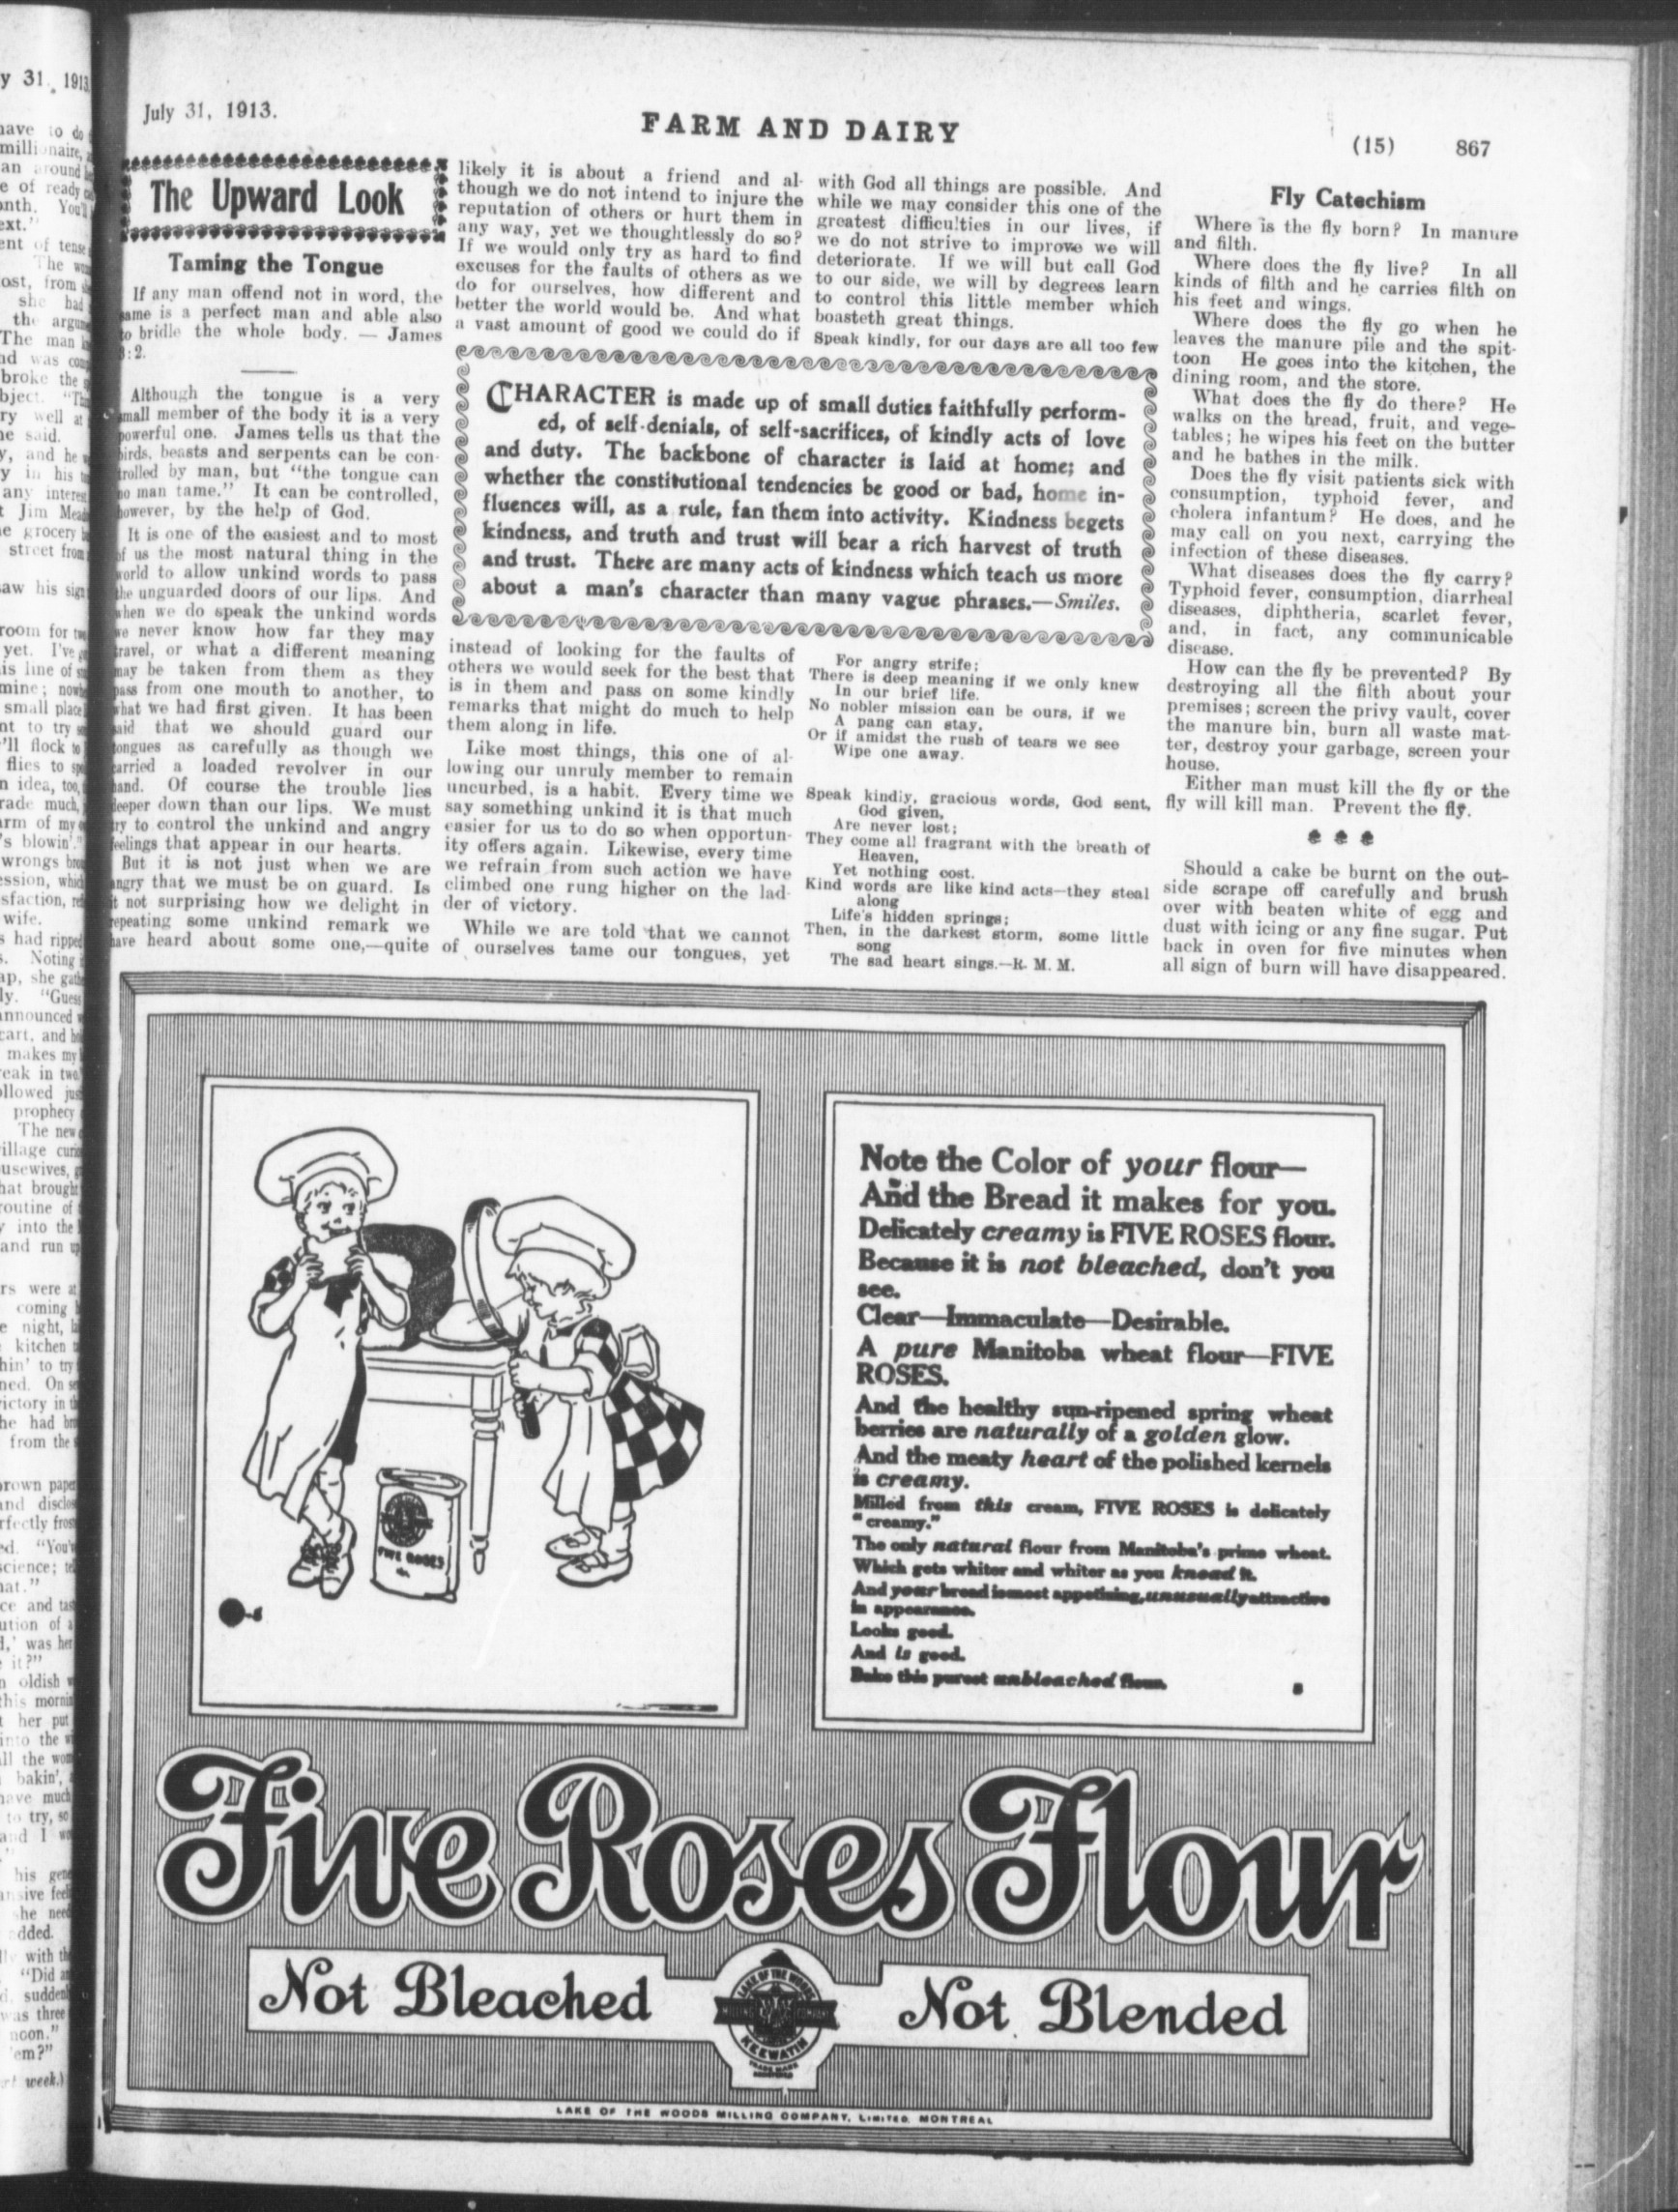 July 31, 1913.
FARM AND DAIRY
(15) 867
The Upward Look
Taming the Tongue
If any man offend not in word, the
same is a perfect man and able also
to bridle the whole body. — James
3:2.
Although the tongue is a very
small member of the body it is a very
powerful one. James tells us that the
birds, beasts and serpents can be con-
trolled by man, but "the tongue can
no man tame." It can be controlled,
however, by the help of God.
It is one of the easiest and to most
of us the most natural thing in the
world to allow unkind words to pass
the unguarded doors of our lips. And
when we do speak the unkind words
we never know how far they may
travel, or what a different meaning
may be taken from them as they
pass from one mouth to another, to
what we had first given. It has been
said that we should guard our
tongues as carefully as though we
carried a loaded revolver in our
hand. Of course the trouble lies
deeper down than our lips. We must
try to control the unkind and angry
feelings that appear in our hearts.
But it is not just when we are
angry that we must be on guard. Is
it not surprising how we delight in
repeating some unkind remark we
have heard about some one,—quite
likely it is about a friend and al-
though we do not intend to injure the
reputation of others or hurt them in
any way, yet we thoughtlessly do so?
If we would only try as hard to find
excuses for the faults of others as we
do for ourselves, how different and
better the world would be. And what
a vast amount of good we could do if
instead of looking for the faults of
others we would seek for the best that
is in them and pass on some kindly
remarks that might do much to help
them along in life.
Like most things, this one of al-
lowing our unruly member to remain
uncurbed, is a habit. Every time we
say something unkind it is that much
easier for us to do so when opportun-
ity offers again. Likewise, every time
we refrain from such action we have
climbed one rung higher on the lad-
der of victory.
While we are told that we cannot
of ourselves tame our tongues, yet
with God all things are possible. And
while we may consider this one of the
greatest difficulties in our lives, if
we do not strive to improve we will
deteriorate. If we will but call God
to our side, we will by degrees learn
to control this little member which
boasteth great things.
Speak kindly, for our days are all too few
For angry strife;
There is deep meaning if we only knew
In our brief life.
No nobler mission can be ours, if we
A pang can stay,
Or if amidst the rush of tears we see
Wipe one away.
Speak kindly, gracious words, God sent,
God given,
Are never lost;
They come all fragrant with the breath of
Heaven,
Yet nothing cost.
Kind words are like kind acts—they steal
along
Life's hidden springs;
Then, in the darkest storm, some little
song
The sad heart sings.—R. M. M.
CHARACTER is made up of small duties faithfully perform-
ed, of self-denials, of self-sacrifices, of kindly acts of love
and duty. The backbone of character is laid at home; and
whether the constitutional tendencies be good or bad, home in-
fluences will, as a rule, fan them into activity. Kindness begets
kindness, and truth and trust will bear a rich harvest of truth
and trust. There are many acts of kindness which teach us more
about a man's character than many vague phrases.—Smiles.
Fly Catechism
Where is the fly born? In manure
and filth.
Where does the fly live? In all
kinds of filth and he carries filth on
his feet and wings.
Where does the fly go when he
leaves the manure pile and the spit-
toon He goes into the kitchen, the
dining room, and the store.
What does the fly do there? He
walks on the bread, fruit, and vege-
tables; he wipes his feet on the butter
and he bathes in the milk.
Does the fly visit patients sick with
consumption, typhoid fever, and
cholera infantum? He does, and he
may call on you next, carrying the
infection of these diseases.
What diseases does the fly carry?
Typhoid fever, consumption, diarrheal
diseases, diphtheria, scarlet fever,
and, in fact, any communicable
disease.
How can the fly be prevented? By
destroying all the filth about your
premises; screen the privy vault, cover
the manure bin, burn all waste mat-
ter, destroy your garbage, screen your
house.
Either man must kill the fly or the
fly will kill man. Prevent the fly.
Should a cake be burnt on the out-
side scrape off carefully and brush
over with beaten white of egg and
dust with icing or any fine sugar. Put
back in oven for five minutes when
all sign of burn will have disappeared.
FIVE ROSES
Note the Color of your flour—
And the Bread it makes for you.
Delicately creamy is FIVE ROSES flour.
Because it is not bleached, don't you
see.
Clear—Immaculate—Desirable.
A pure Manitoba wheat flour—FIVE
ROSES.
And the healthy sun-ripened spring wheat
berries are naturally of a golden glow.
And the meaty heart of the polished kernels
is creamy.
Milled from this cream, FIVE ROSES is delicately
"creamy."
The only natural flour from Manitoba's prime wheat.
Which gets whiter and whiter as you knead it.
And your bread is most appetizing, unusually attractive
in appearance.
Looks good.
And is good.
Bake this purest unbleached flour.
Five Roses Flour
Not Bleached
LAKE OF THE WOODS
MILLING COMPANY
KEEWATIN
TRADE MARK
Not Blended
LAKE OF THE WOODS MILLING COMPANY, LIMITED, MONTREAL